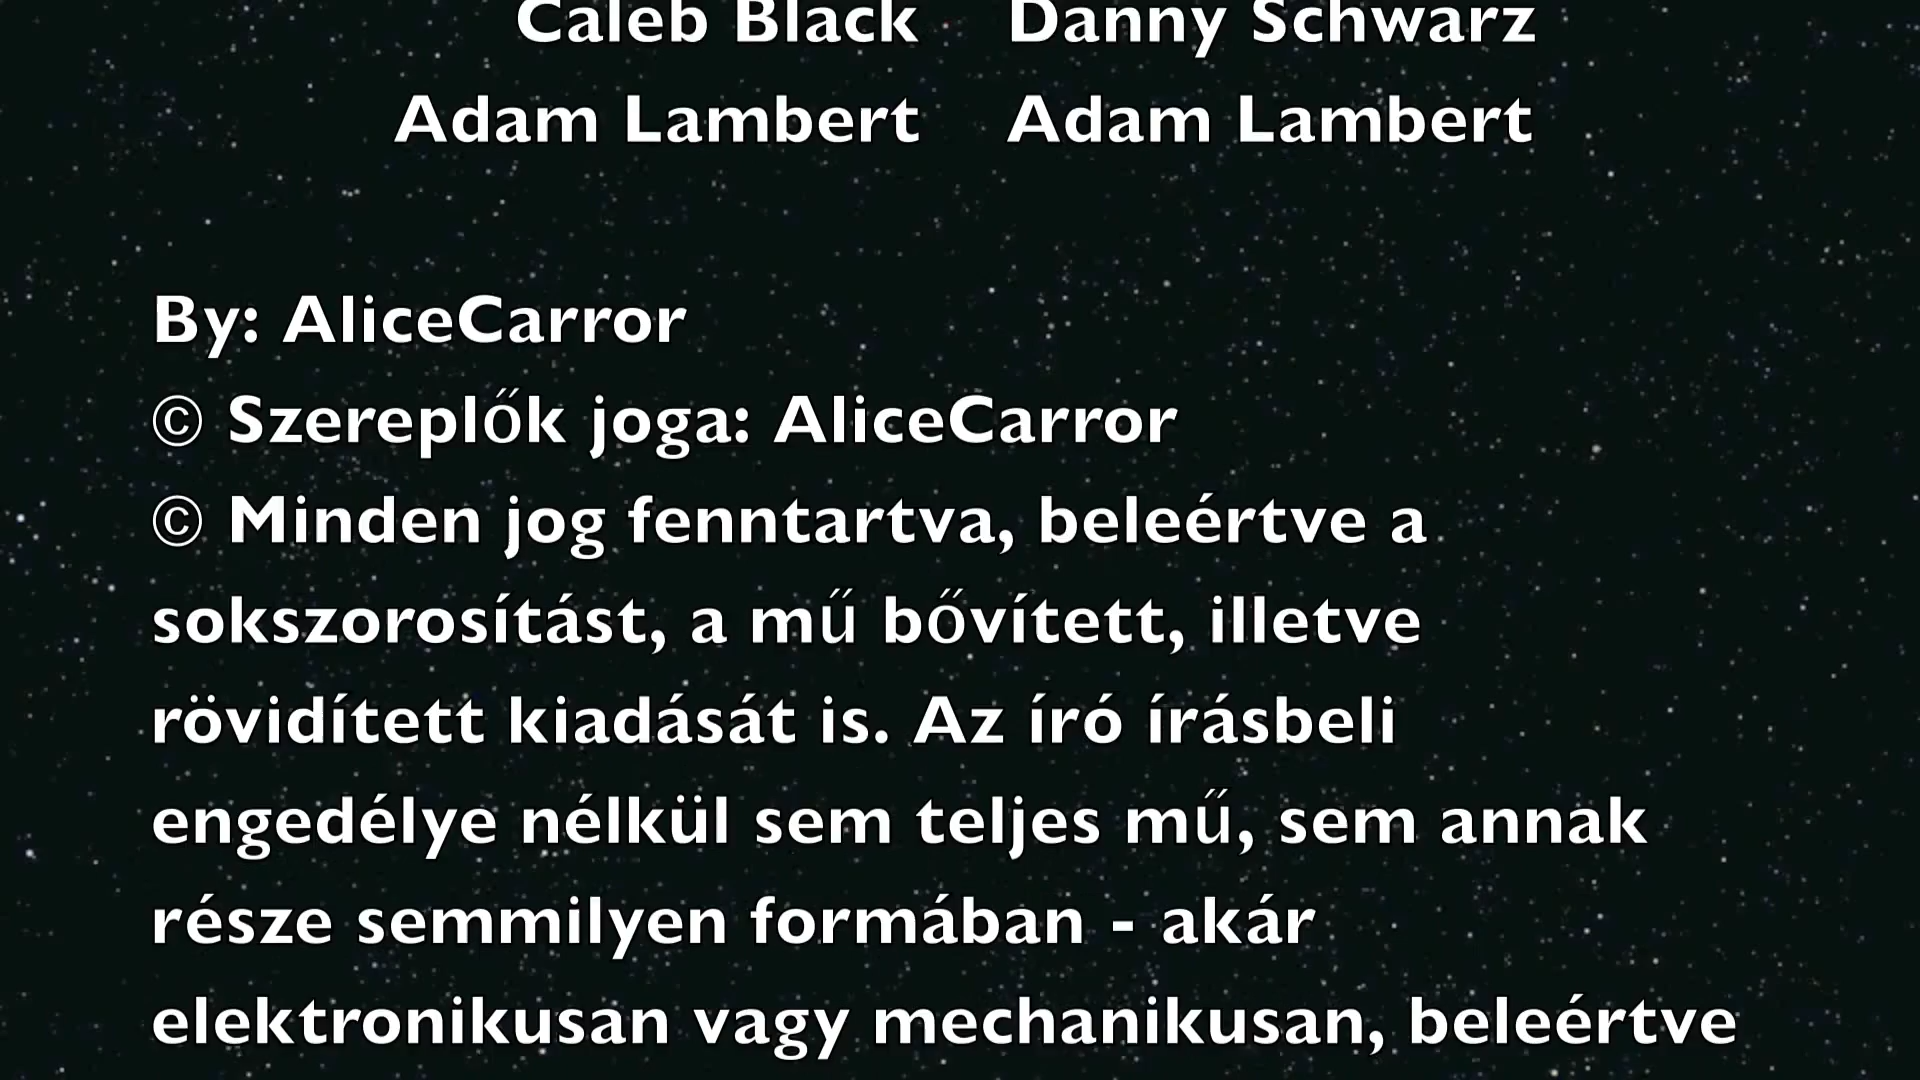 Caleb Black Danny Schwarz
Adam Lambert Adam Lambert
By: AliceCarror
© Szereplők joga: AliceCarror
© Minden jog fenntartva, beleértve a
sokszorosítást, a mű bővített, illetve
rövidített kiadását is. Az író írásbeli
engedélye nélkül sem teljes mű, sem annak
része semmilyen formában - akár
elektronikusan vagy mechanikusan, beleértve